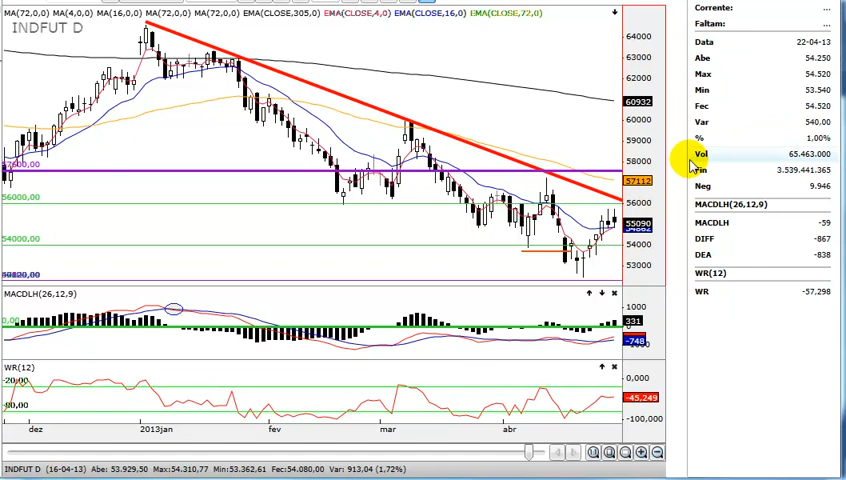 MA(72,0,0) MA(4,0,0) MA(16,0,0) MA(72,0,0) MA(72,0,0) EMA(CLOSE,305,0) EMA(CLOSE,4,0) EMA(CLOSE,16,0) EMA(CLOSE,72,0)
INDFUT D
64000
63000
62000
60932
60000
59000
58000
57112
56000
55090
54000
53000
56000,00
54000,00
MACDLH(26,12,9)
1000
331
-748
WR(12)
-20,00
0,000
-45,249
-100,000
dez
2013jan
fev
mar
abr
INDFUT D (16-04-13) Abe: 53.929,50 Max:54.310,77 Min:53.362,61 Fec:54.080,00 Var: 913,04 (1,72%)
Corrente: ...
Faltam: ...
Data 22-04-13
Abe 54.250
Max 54.520
Min 53.540
Fec 54.520
Var 540,00
% 1,00%
Vol 65.463.000
Fin 3.539.441.365
Neg 9.946
MACDLH(26,12,9)
MACDLH -59
DIFF -867
DEA -838
WR(12)
WR -57,298